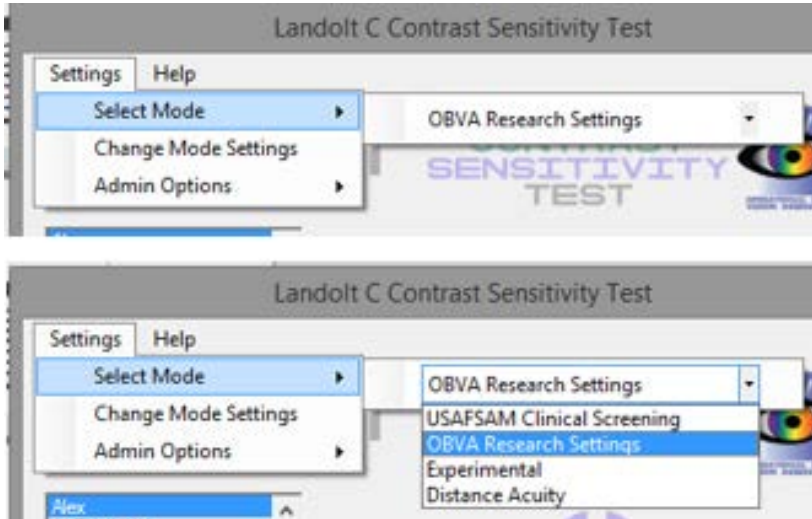 Landolt C Contrast Sensitivity Test
Settings Help
Select Mode
OBVA Research Settings
Change Mode Settings
Admin Options
CONTRAST
SENSITIVITY
TEST
Landolt C Contrast Sensitivity Test
Settings Help
Select Mode
OBVA Research Settings
Change Mode Settings
Admin Options
USAFSAM Clinical Screening
OBVA Research Settings
Experimental
Distance Acuity
Alex